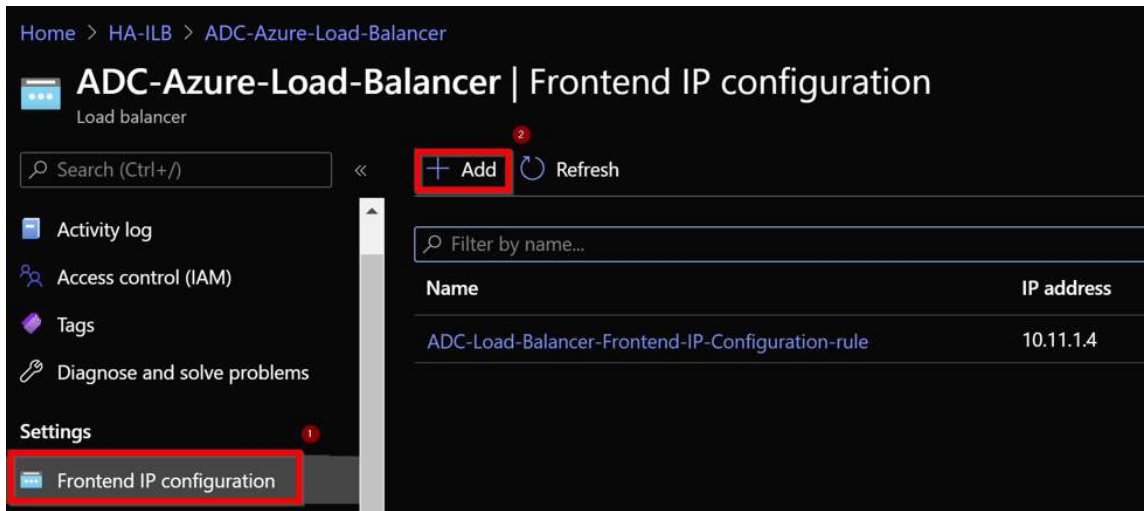 Home > HA-ILB > ADC-Azure-Load-Balancer
ADC-Azure-Load-Balancer | Frontend IP configuration
Load balancer
2
Search (Ctrl+/)
«
+ Add
Refresh
Activity log
Access control (IAM)
Tags
Diagnose and solve problems
Settings
1
Frontend IP configuration
Filter by name...
Name IP address
ADC-Load-Balancer-Frontend-IP-Configuration-rule 10.11.1.4